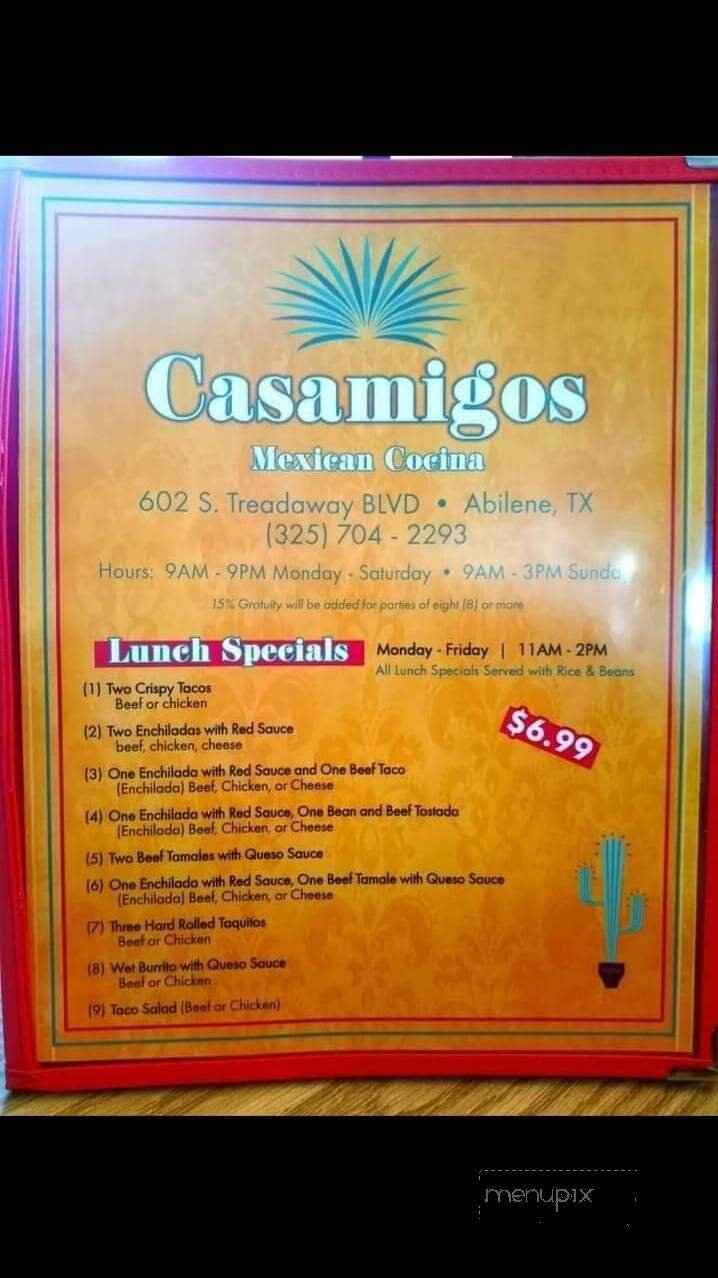 Casamigos
Mexican Cocina
602 S. Treadaway BLVD • Abilene, TX
(325) 704 - 2293
Hours: 9AM - 9PM Monday - Saturday • 9AM - 3PM Sunda
15% Gratuity will be added for parties of eight (8) or more
Lunch Specials Monday - Friday | 11AM - 2PM
All Lunch Specials Served with Rice & Beans
$6.99
(1) Two Crispy Tacos
Beef or chicken
(2) Two Enchiladas with Red Sauce
beef, chicken, cheese
(3) One Enchilada with Red Sauce and One Beef Taco
(Enchilada) Beef, Chicken, or Cheese
(4) One Enchilada with Red Sauce, One Bean and Beef Tostada
(Enchilada) Beef, Chicken, or Cheese
(5) Two Beef Tamales with Queso Sauce
(6) One Enchilada with Red Sauce, One Beef Tamale with Queso Sauce
(Enchilada) Beef, Chicken, or Cheese
(7) Three Hard Rolled Taquitos
Beef or Chicken
(8) Wet Burrito with Queso Sauce
Beef or Chicken
(9) Taco Salad (Beef or Chicken)
menupix